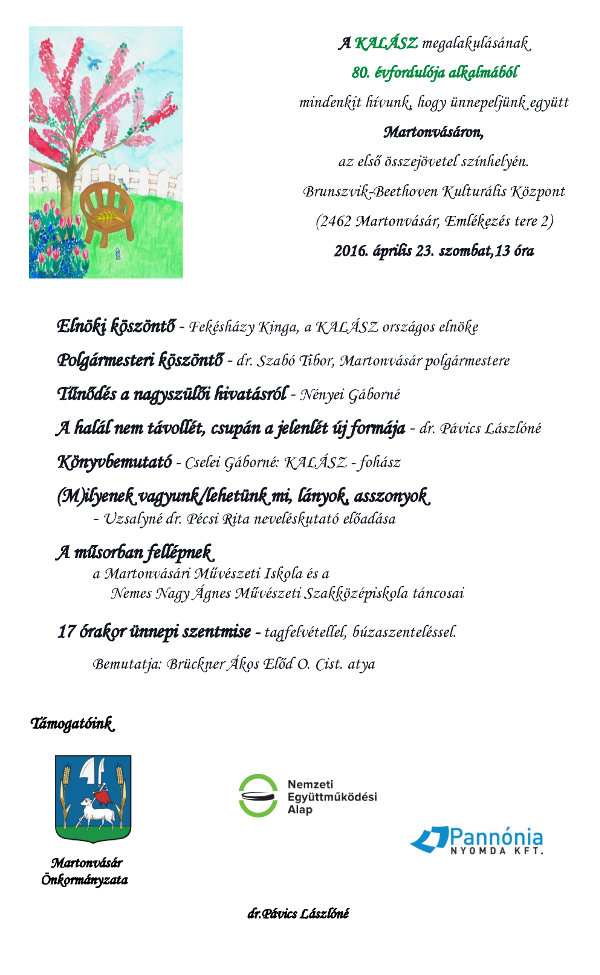 A KALÁSZ megalakulásának
80. évfordulója alkalmából
mindenkit hívunk, hogy ünnepeljünk együtt
Martonvásáron,
az első összejövetel színhelyén.
Brunszvik-Beethoven Kulturális Központ
(2462 Martonvásár, Emlékezés tere 2)
2016. április 23. szombat,13 óra
Elnöki köszöntő - Fekésházy Kinga, a KALÁSZ országos elnöke
Polgármesteri köszöntő - dr. Szabó Tibor, Martonvásár polgármestere
Tűnődés a nagyszülői hivatásról - Nényei Gáborné
A halál nem távollét, csupán a jelenlét új formája - dr. Pávics Lászlóné
Könyvbemutató - Cselei Gáborné: KALÁSZ - fohász
(M)ilyenek vagyunk/lehetünk mi, lányok, asszonyok
- Uzsalyné dr. Pécsi Rita neveléskutató előadása
A műsorban fellépnek
a Martonvásári Művészeti Iskola és a
Nemes Nagy Ágnes Művészeti Szakközépiskola táncosai
17 órakor ünnepi szentmise - tagfelvétellel, búzaszenteléssel.
Bemutatja: Brückner Ákos Előd O. Cist. atya
Támogatóink
Nemzeti
Együttműködési
Alap
Pannónia
NYOMDA KFT.
Martonvásár
Önkormányzata
dr.Pávics Lászlóné